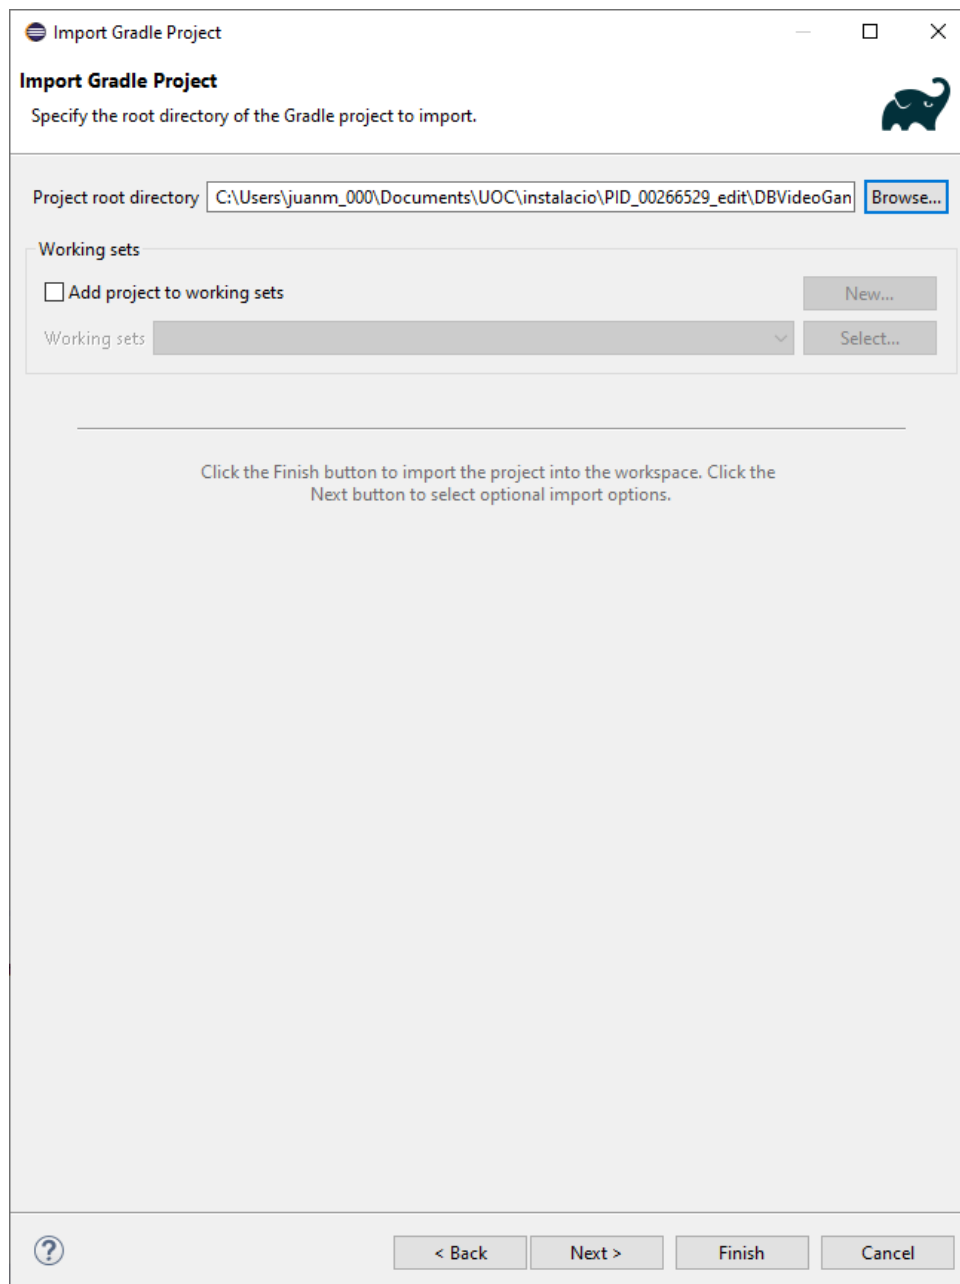 Import Gradle Project
Import Gradle Project
Specify the root directory of the Gradle project to import.
Project root directory C:\Users\juanm_000\Documents\UOC\instalacio\PID_00266529_edit\DBVideoGam Browse...
Working sets
Add project to working sets New...
Working sets Select...
Click the Finish button to import the project into the workspace. Click the
Next button to select optional import options.
? < Back Next > Finish Cancel